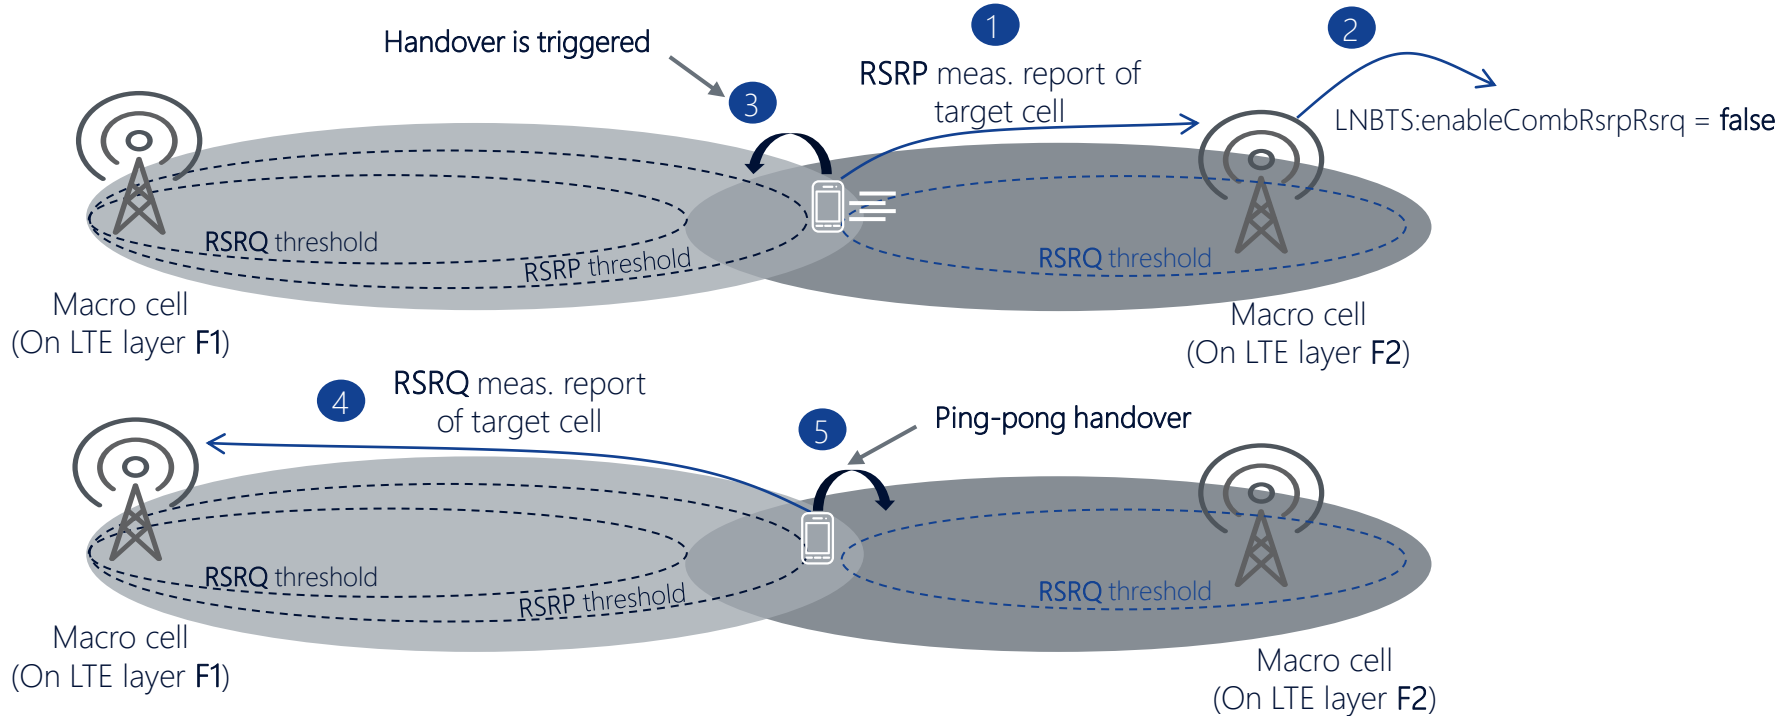 1
2
Handover is triggered
RSRP meas. report of
target cell
3
LNBTS:enableCombRsrpRsrq = false
RSRQ threshold
RSRP threshold
RSRQ threshold
Macro cell
(On LTE layer F1)
Macro cell
(On LTE layer F2)
4
RSRQ meas. report
of target cell
5
Ping-pong handover
RSRQ threshold
RSRP threshold
RSRQ threshold
Macro cell
(On LTE layer F1)
Macro cell
(On LTE layer F2)